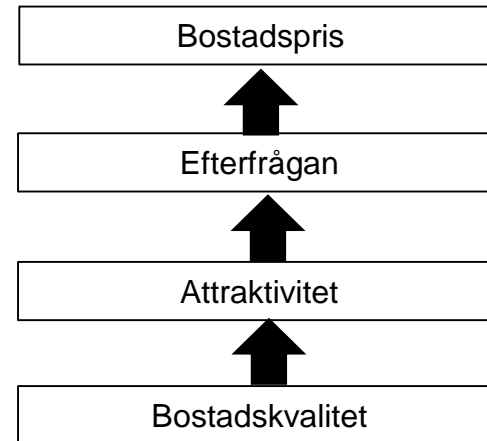 Bostadspris
Efterfrågan
Attraktivitet
Bostadskvalitet